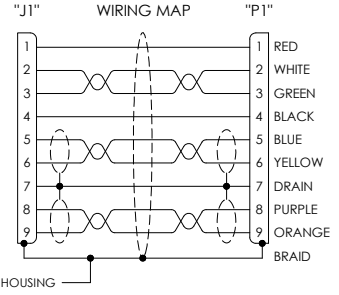 "J1" WIRING MAP "P1"
1 1 RED
2 2 WHITE
3 3 GREEN
4 4 BLACK
5 5 BLUE
6 6 YELLOW
7 7 DRAIN
8 8 PURPLE
9 9 ORANGE
BRAID
HOUSING